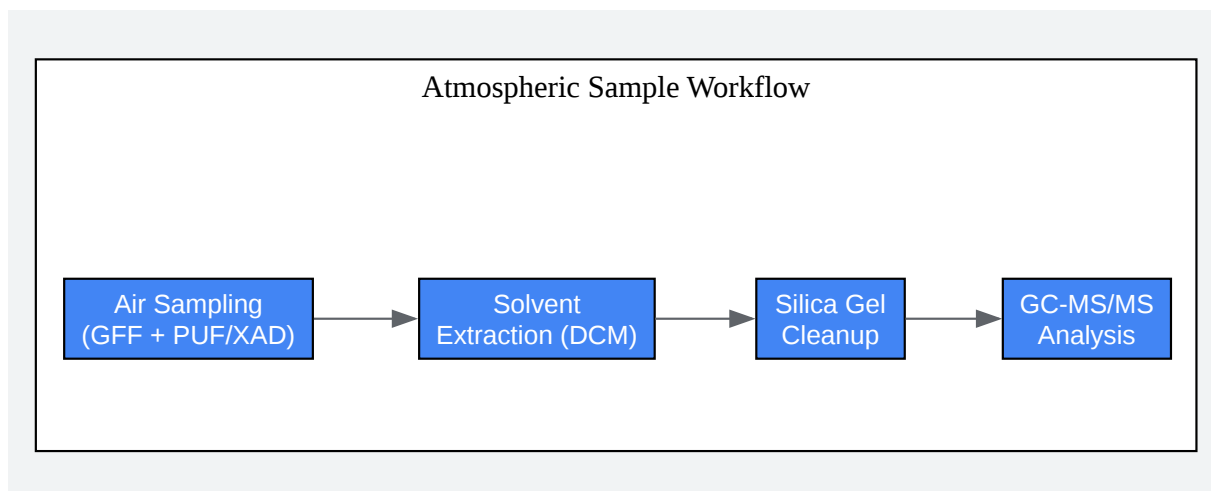 Atmospheric Sample Workflow
Air Sampling
(GFF + PUF/XAD)
Solvent
Extraction (DCM)
Silica Gel
Cleanup
GC-MS/MS
Analysis